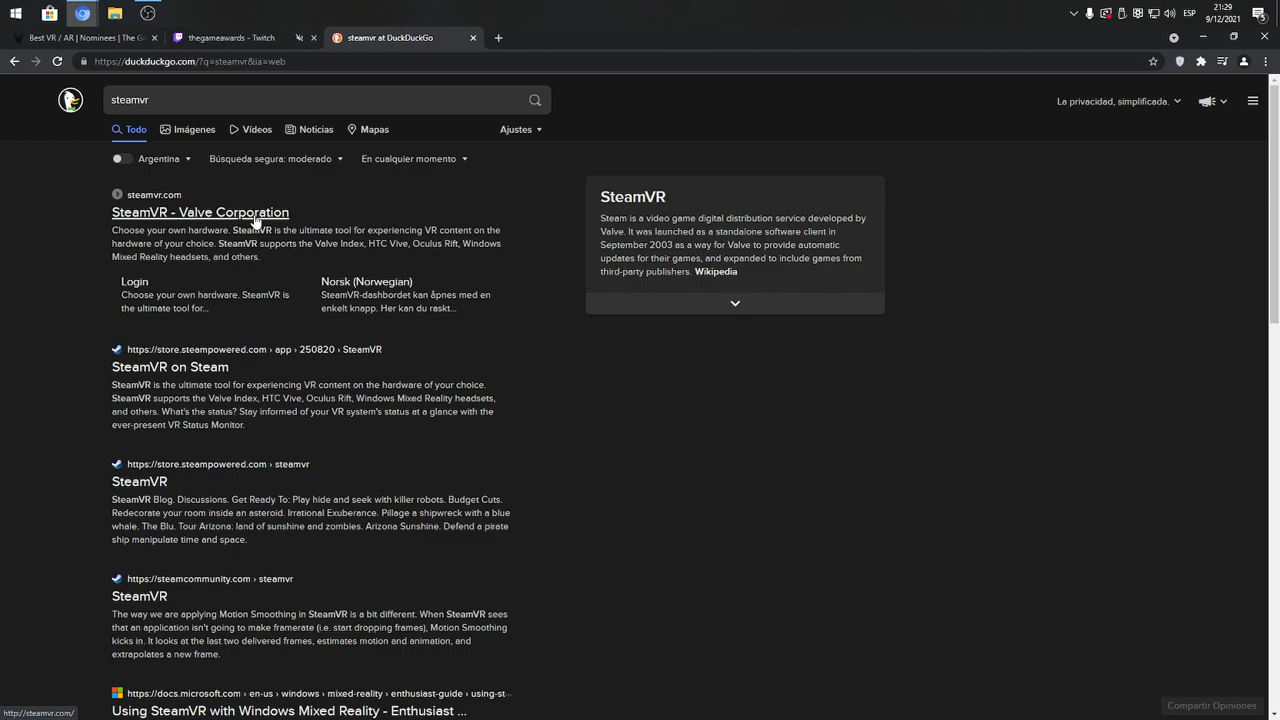 ESP
21:29
9/12/2021
Best VR / AR | Nominees | The Ga
thegameawards - Twitch
steamvr at DuckDuckGo
https://duckduckgo.com/?q=steamvr&ia=web
steamvr
La privacidad, simplificada.
Todo
Imágenes
Vídeos
Noticias
Mapas
Ajustes
Argentina
Búsqueda segura: moderado
En cualquier momento
steamvr.com
SteamVR - Valve Corporation
Choose your own hardware. SteamVR is the ultimate tool for experiencing VR content on the
hardware of your choice. SteamVR supports the Valve Index, HTC Vive, Oculus Rift, Windows
Mixed Reality headsets, and others.
Login
Choose your own hardware. SteamVR is
the ultimate tool for...
Norsk (Norwegian)
SteamVR-dashbordet kan åpnes med en
enkelt knapp. Her kan du raskt...
SteamVR
Steam is a video game digital distribution service developed by
Valve. It was launched as a standalone software client in
September 2003 as a way for Valve to provide automatic
updates for their games, and expanded to include games from
third-party publishers. Wikipedia
https://store.steampowered.com › app › 250820 › SteamVR
SteamVR on Steam
SteamVR is the ultimate tool for experiencing VR content on the hardware of your choice.
SteamVR supports the Valve Index, HTC Vive, Oculus Rift, Windows Mixed Reality headsets,
and others. What's the status? Stay informed of your VR system's status at a glance with the
ever-present VR Status Monitor.
https://store.steampowered.com › steamvr
SteamVR
SteamVR Blog. Discussions. Get Ready To: Play hide and seek with killer robots. Budget Cuts.
Redecorate your room inside an asteroid. Irrational Exuberance. Pillage a shipwreck with a blue
whale. The Blu. Tour Arizona: land of sunshine and zombies. Arizona Sunshine. Defend a pirate
ship manipulate time and space.
https://steamcommunity.com › steamvr
SteamVR
The way we are applying Motion Smoothing in SteamVR is a bit different. When SteamVR sees
that an application isn't going to make framerate (i.e. start dropping frames), Motion Smoothing
kicks in. It looks at the last two delivered frames, estimates motion and animation, and
extrapolates a new frame.
https://docs.microsoft.com › en-us › windows › mixed-reality › enthusiast-guide › using-st...
Using SteamVR with Windows Mixed Reality - Enthusiast ...
Compartir Opiniones
http://steamvr.com/